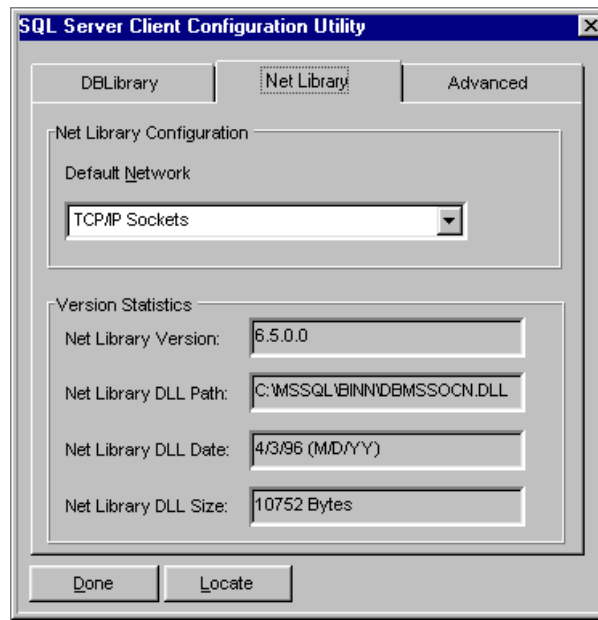 SQL Server Client Configuration Utility
DBLibrary
Net Library
Advanced
Net Library Configuration
Default Network
TCP/IP Sockets
Version Statistics
Net Library Version: 6.5.0.0
Net Library DLL Path: C:\MSSQL\BINN\DBMSSOCN.DLL
Net Library DLL Date: 4/3/96 (M/D/YY)
Net Library DLL Size: 10752 Bytes
Done
Locate